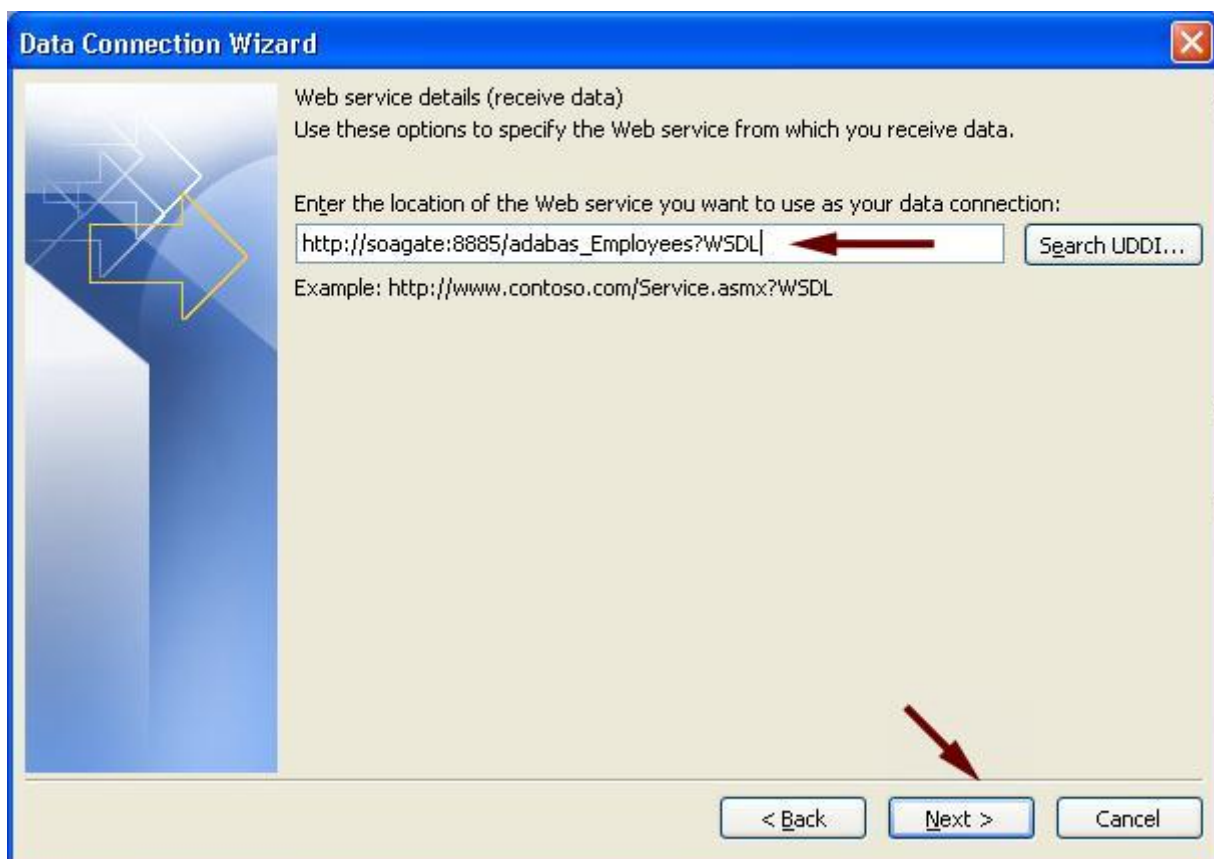 Data Connection Wizard
Web service details (receive data)
Use these options to specify the Web service from which you receive data.
Enter the location of the Web service you want to use as your data connection:
http://soagate:8885/adabas_Employees?WSDL
Search UDDI...
Example: http://www.contoso.com/Service.asmx?WSDL
< Back
Next >
Cancel